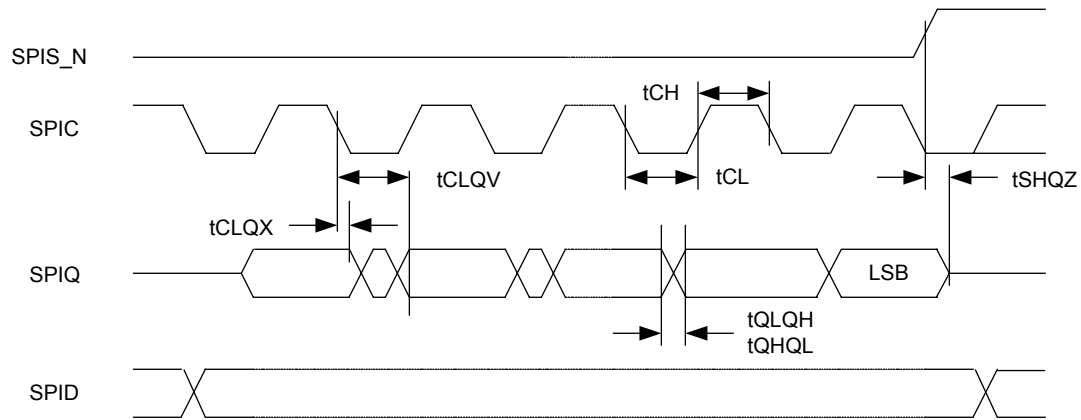 SPIS_N
tCH
SPIC
tCLQV
tCL
tSHQZ
tCLQX
SPIQ
LSB
tQLQH
tQHQL
SPID